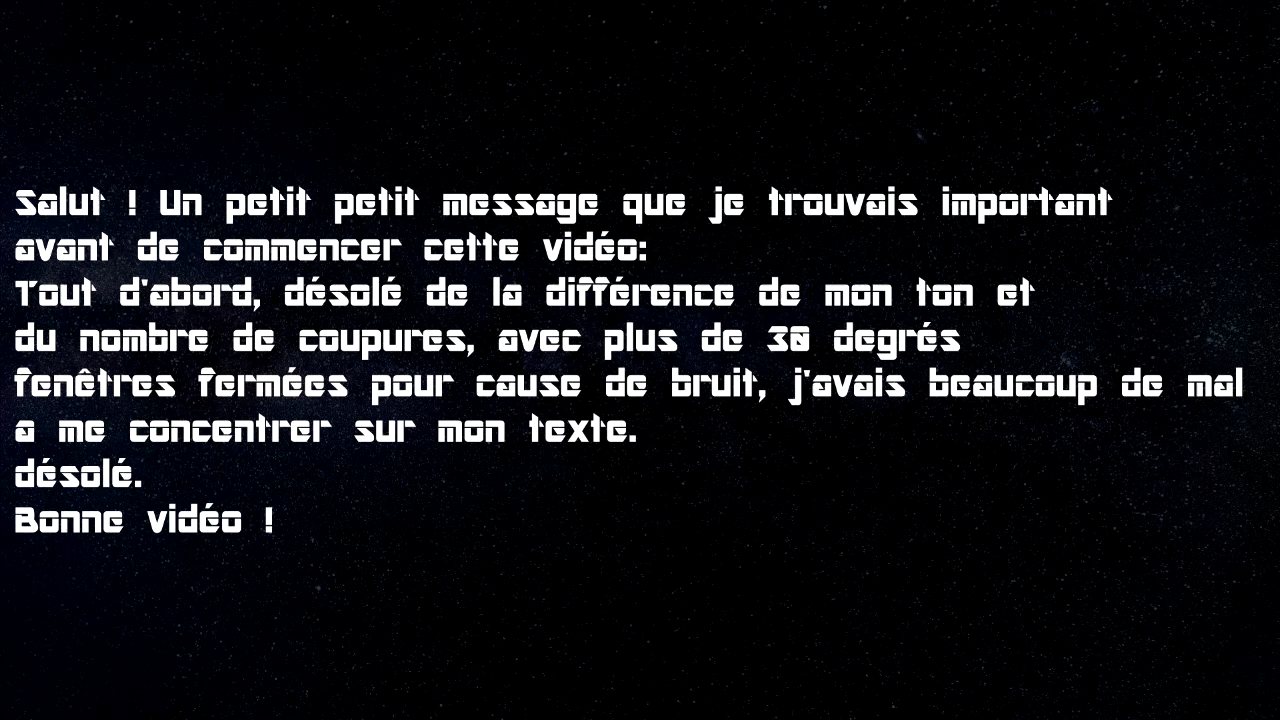 Salut ! Un petit petit message que je trouvais important
avant de commencer cette vidéo:
Tout d'abord, désolé de la différence de mon ton et
du nombre de coupures, avec plus de 30 degrés
fenêtres fermées pour cause de bruit, j'avais beaucoup de mal
a me concentrer sur mon texte.
désolé.
Bonne vidéo !